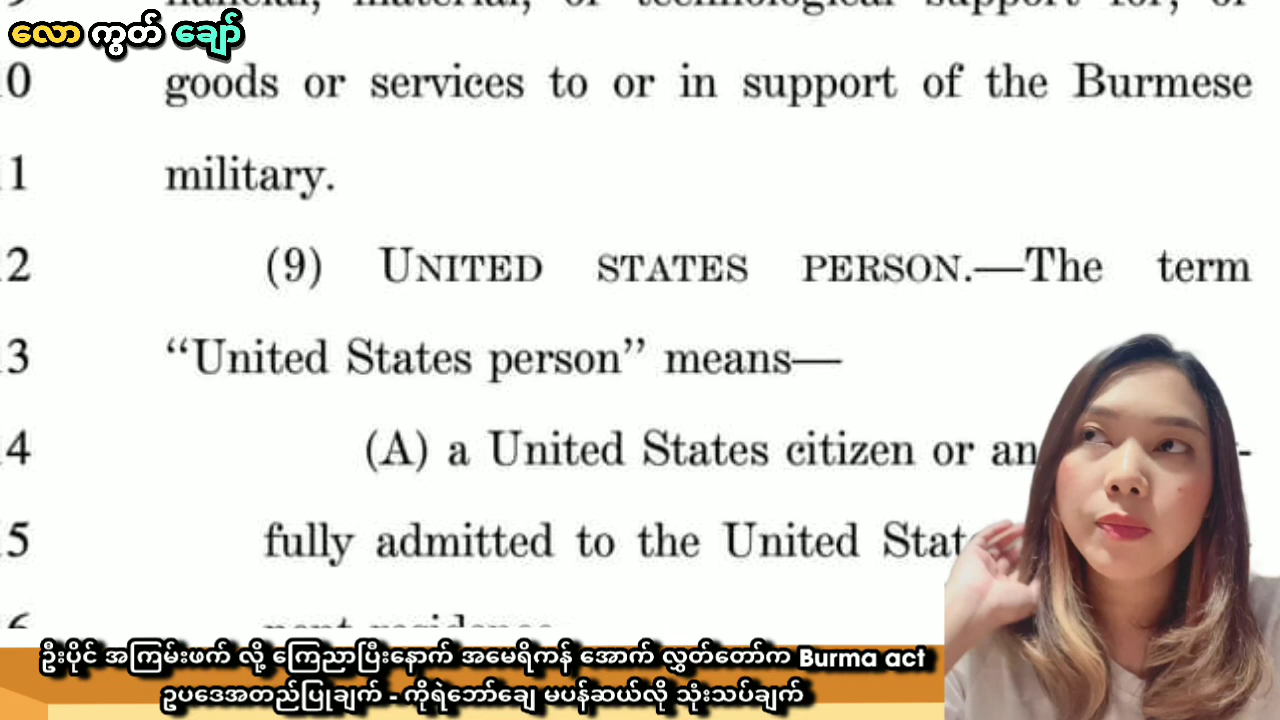 လော ကွတ် ချော်
goods or services to or in support of the Burmese
military.
(9) UNITED STATES PERSON.—The term
“United States person” means—
(A) a United States citizen or an
fully admitted to the United
ဦးပိုင် အကြမ်းဖက် လို့ ကြေညာပြီးနောက် အမေရိကန် အောက် လွှတ်တော်က Burma act
ဥပဒေအတည်ပြုချက် - ကိုရဲဘော်ချေ မပန်ဆယ်လို သုံးသပ်ချက်